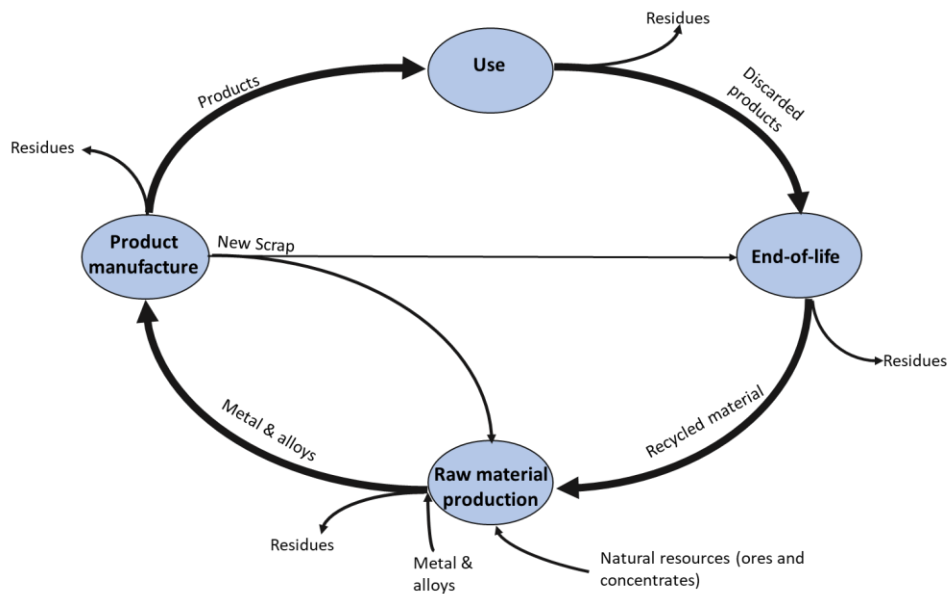 Residues
Use
Products
Discarded
products
Residues
Product
manufacture
New Scrap
End-of-life
Residues
Recycled material
Metal & alloys
Raw material
production
Residues
Metal &
alloys
Natural resources (ores and
concentrates)